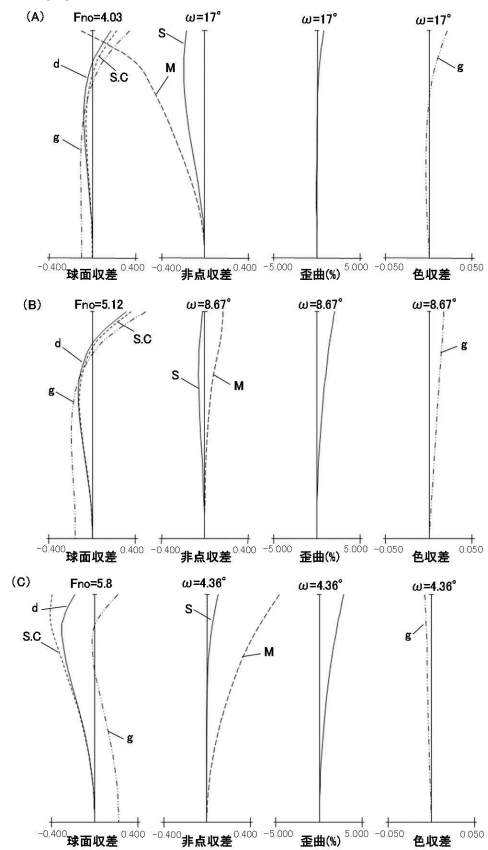 (A) Fno=4.03 ω=17° ω=17° ω=17°
S
d
M
g
S.C
g
-0.400 0.400 -0.400 0.400 -5.000 5.000 -0.050 0.050
球面収差 非点収差 歪曲(%) 色収差
(B) Fno=5.12 ω=8.67° ω=8.67° ω=8.67°
S.C
d
g
S
M
g
-0.400 0.400 -0.400 0.400 -5.000 5.000 -0.050 0.050
球面収差 非点収差 歪曲(%) 色収差
(C) Fno=5.8 ω=4.36° ω=4.36° ω=4.36°
d
S
S.C
g
M
g
-0.400 0.400 -0.400 0.400 -5.000 5.000 -0.050 0.050
球面収差 非点収差 歪曲(%) 色収差